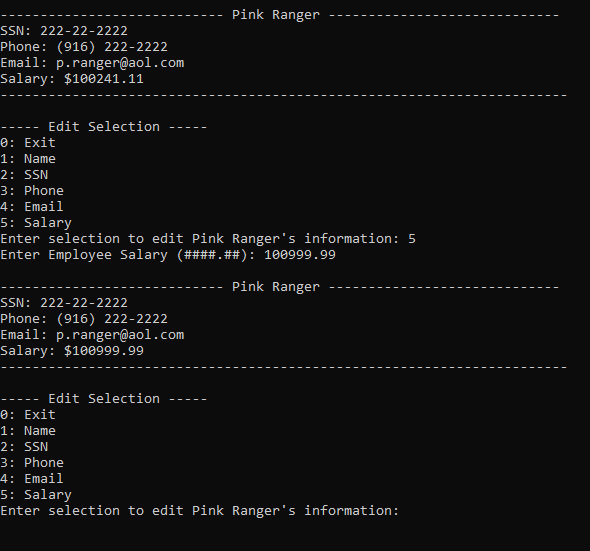 ---------------------------- Pink Ranger -----------------------------
SSN: 222-22-2222
Phone: (916) 222-2222
Email: p.ranger@aol.com
Salary: $100241.11
-----------------------------------------------------------------------
----- Edit Selection -----
0: Exit
1: Name
2: SSN
3: Phone
4: Email
5: Salary
Enter selection to edit Pink Ranger's information: 5
Enter Employee Salary (####.##): 100999.99
---------------------------- Pink Ranger -----------------------------
SSN: 222-22-2222
Phone: (916) 222-2222
Email: p.ranger@aol.com
Salary: $100999.99
-----------------------------------------------------------------------
----- Edit Selection -----
0: Exit
1: Name
2: SSN
3: Phone
4: Email
5: Salary
Enter selection to edit Pink Ranger's information: